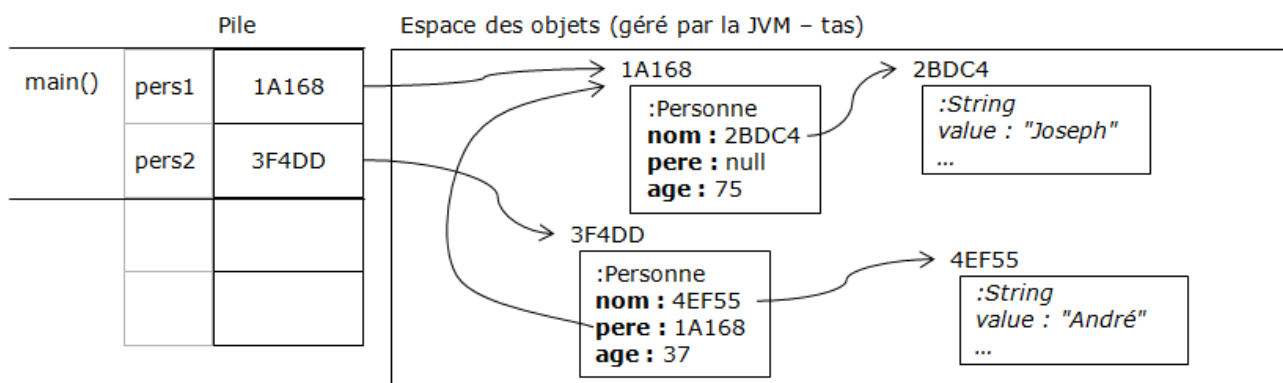 Pile
Espace des objets (géré par la JVM – tas)
main()
pers1
1A168
pers2
3F4DD
1A168
:Personne
nom : 2BDC4
pere : null
age : 75
2BDC4
:String
value : "Joseph"
...
3F4DD
:Personne
nom : 4EF55
pere : 1A168
age : 37
4EF55
:String
value : "André"
...